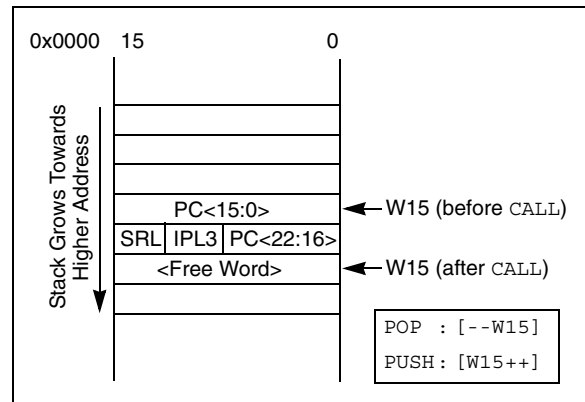 0x0000 15 0
Stack Grows Towards
Higher Address
PC<15:0>
W15 (before CALL)
SRL IPL3 PC<22:16>
<Free Word>
W15 (after CALL)
POP : [--W15]
PUSH : [W15++]